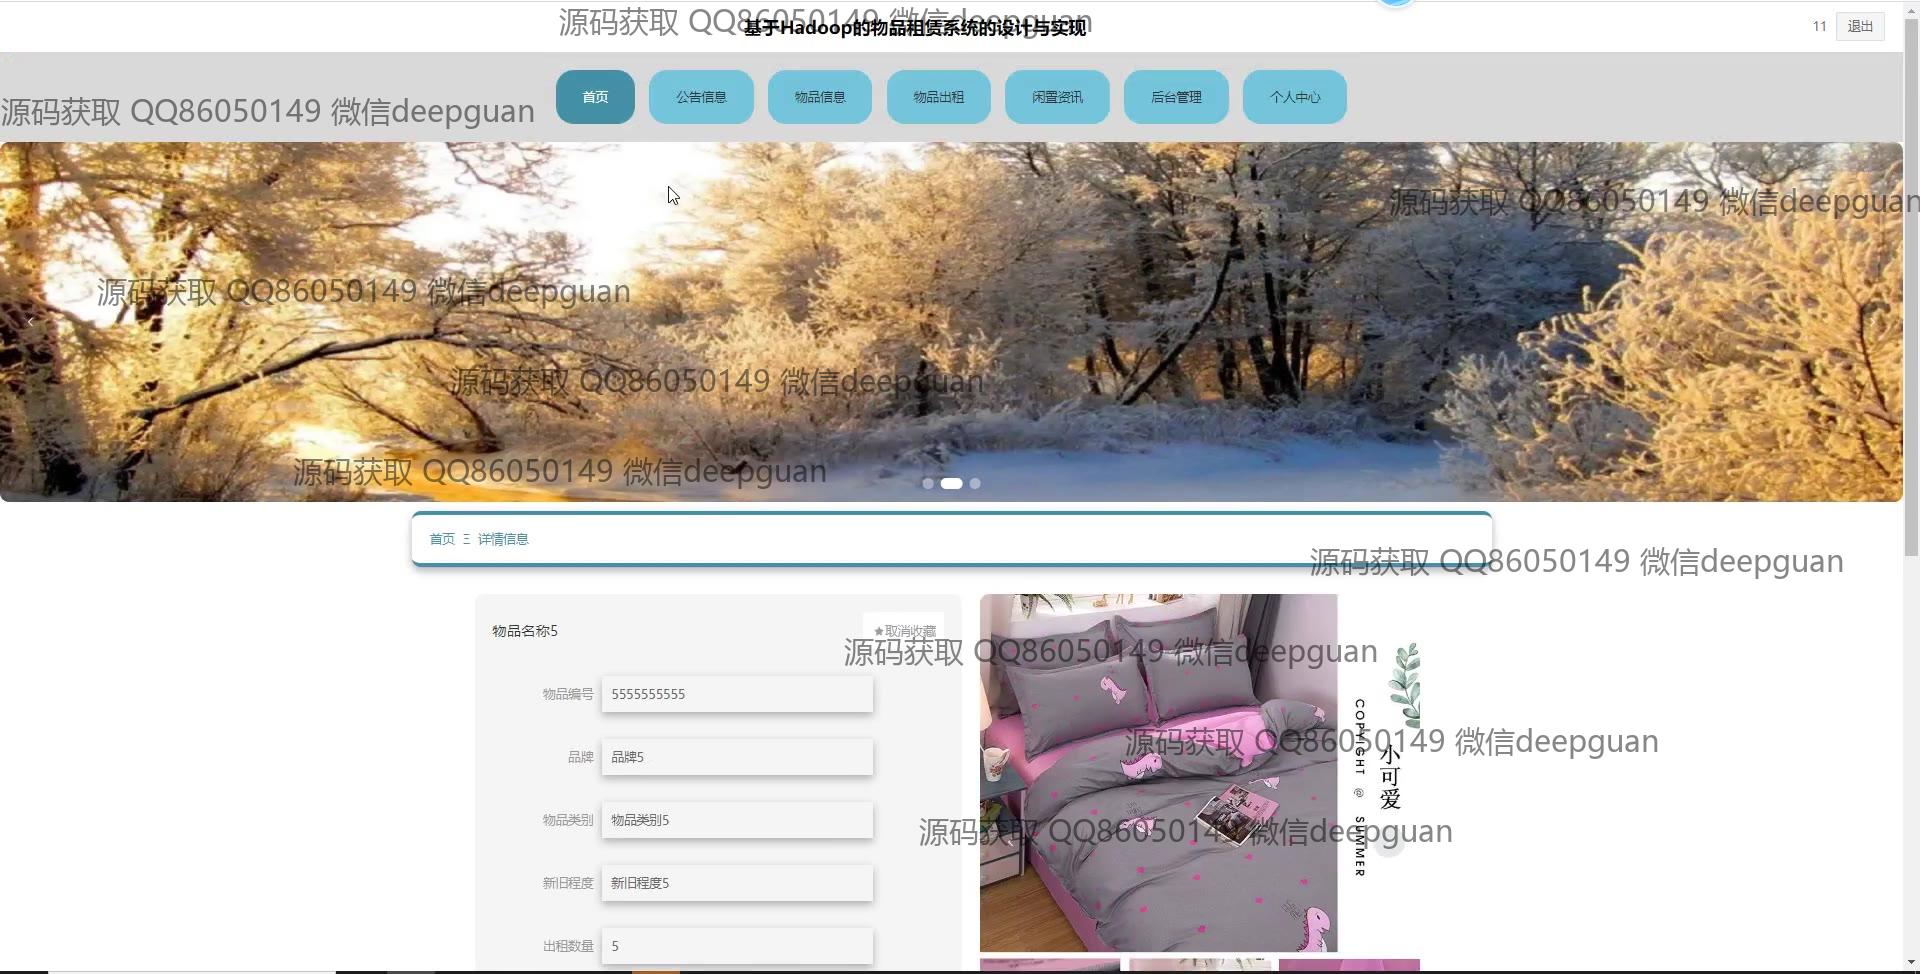 源码获取 QQ86050149 微信deepguan
基于Hadoop的物品租赁系统的设计与实现
11 退出
首页 公告信息 物品信息 物品出租 闲置资讯 后台管理 个人中心
源码获取 QQ86050149 微信deepguan
源码获取 QQ86050149 微信deepguan
源码获取 QQ86050149 微信deepguan
源码获取 QQ86050149 微信deepguan
源码获取 QQ86050149 微信deepguan
首页 Ξ 详情信息
源码获取 QQ86050149 微信deepguan
物品名称5
★取消收藏
源码获取 QQ86050149 微信deepguan
物品编号 5555555555
品牌 品牌5
源码获取 QQ86050149 微信deepguan
物品类别 物品类别5
源码获取 QQ86050149 微信deepguan
新旧程度 新旧程度5
出租数量 5
小可爱
COPYIGHT @ SUMMER